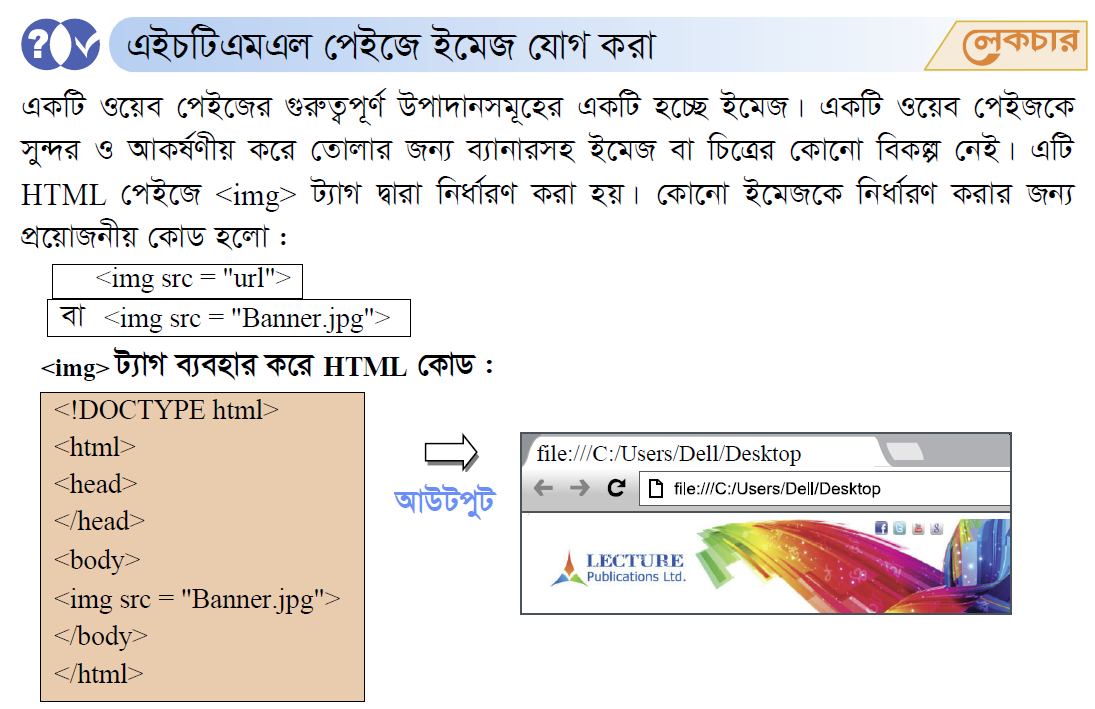 এইচটিএমএল পেইজে ইমেজ যোগ করা
লেকচার
একটি ওয়েব পেইজের গুরুত্বপূর্ণ উপাদানসমূহের একটি হচ্ছে ইমেজ। একটি ওয়েব পেইজকে
সুন্দর ও আকর্ষণীয় করে তোলার জন্য ব্যানারসহ ইমেজ বা চিত্রের কোনো বিকল্প নেই। এটি
HTML পেইজে <img> ট্যাগ দ্বারা নির্ধারণ করা হয়। কোনো ইমেজকে নির্ধারণ করার জন্য
প্রয়োজনীয় কোড হলো :
<img src = "url">
বা <img src = "Banner.jpg">
<img> ট্যাগ ব্যবহার করে HTML কোড :
<!DOCTYPE html>
<html>
<head>
</head>
<body>
<img src = "Banner.jpg">
</body>
</html>
আউটপুট
file:///C:/Users/Dell/Desktop
file:///C:/Users/Dell/Desktop
LECTURE
Publications Ltd.